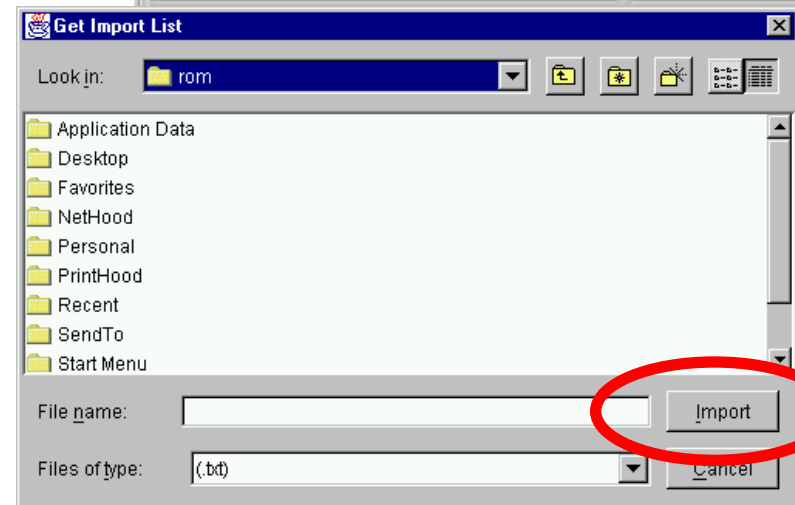 Get Import List
Look in: rom
Application Data
Desktop
Favorites
NetHood
Personal
PrintHood
Recent
SendTo
Start Menu
File name: Import
Files of type: (.txt) Cancel